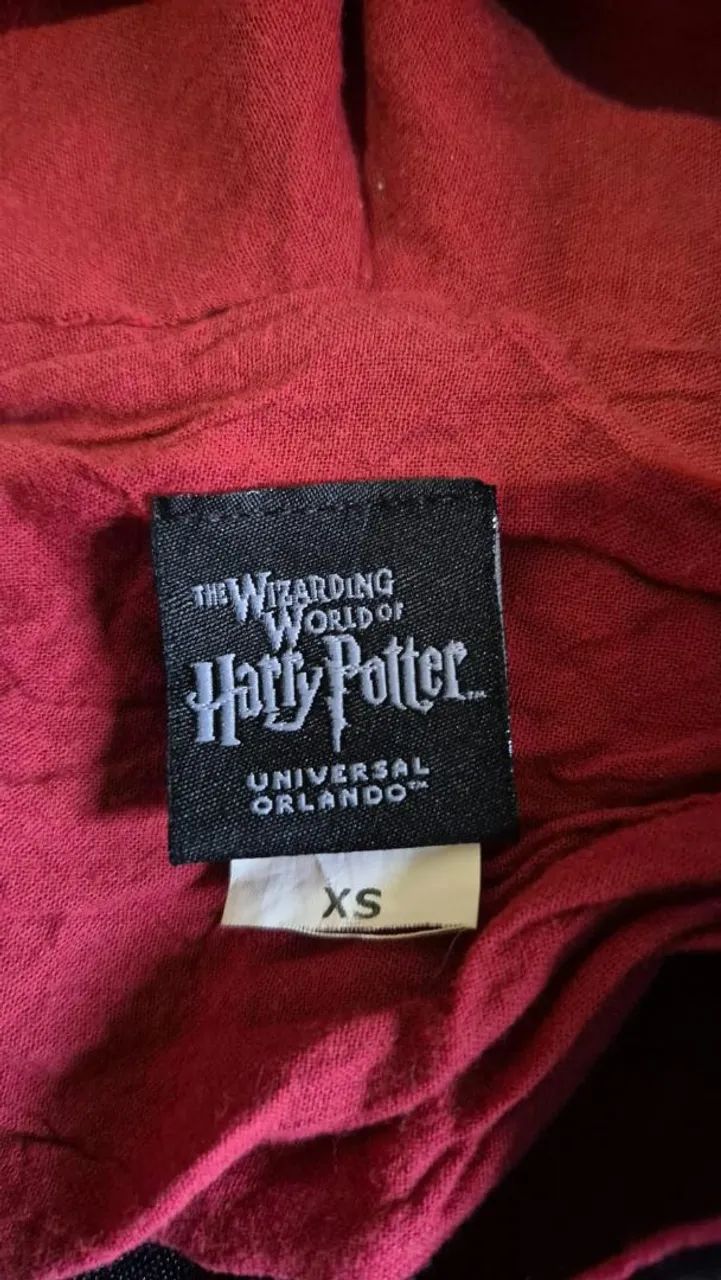 THE WIZARDING
WORLD OF
Harry Potter™
UNIVERSAL
ORLANDO™
XS